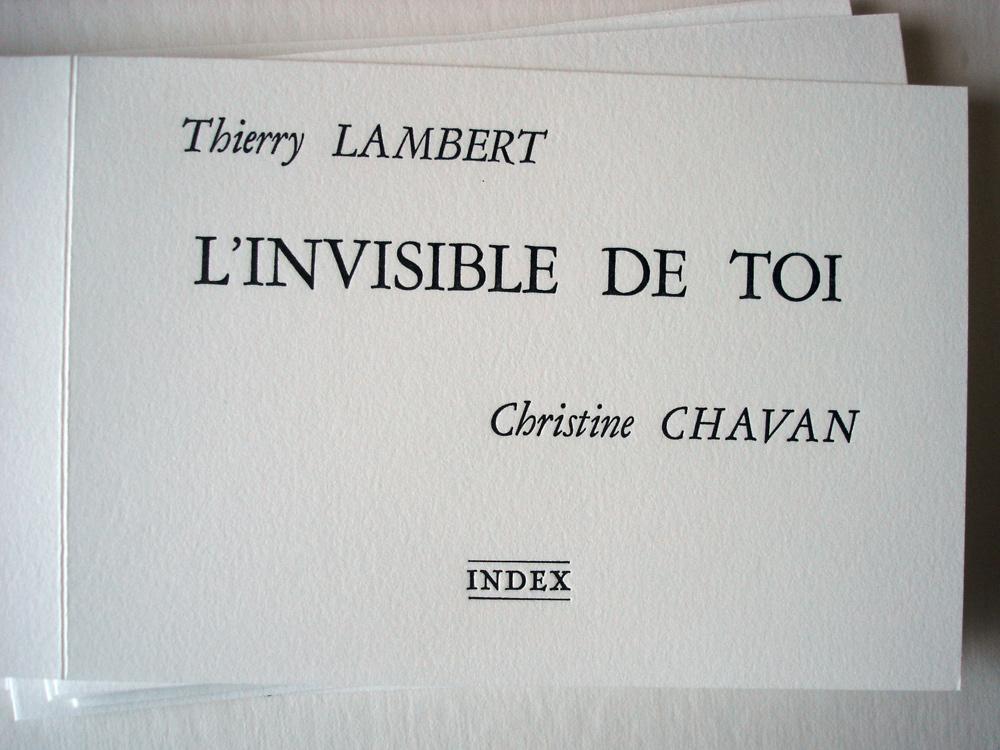 Thierry LAMBERT
L'INVISIBLE DE TOI
Christine CHAVAN
INDEX